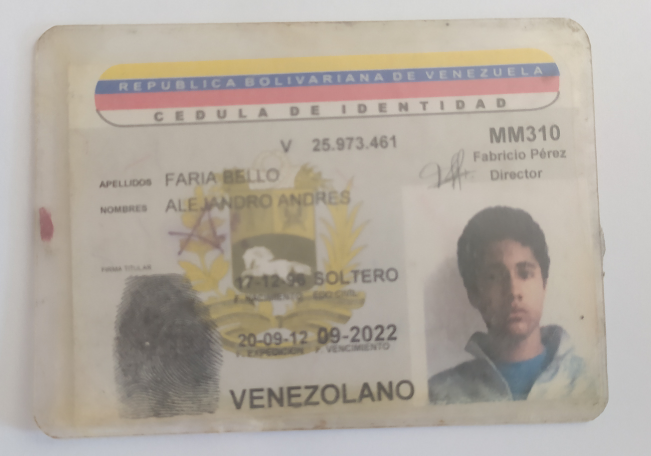 REPUBLICA BOLIVARIANA DE VENEZUELA
CEDULA DE IDENTIDAD
V 25.973.461
MM310
Fabricio Pérez
Director
APELLIDOS FARIA BELLO
NOMBRES ALEJANDRO ANDRES
FIRMA TITULAR
17-12-96 SOLTERO
F. NACIMIENTO EDO CIVIL
20-09-12 09-2022
F. EXPEDICION F. VENCIMIENTO
VENEZOLANO